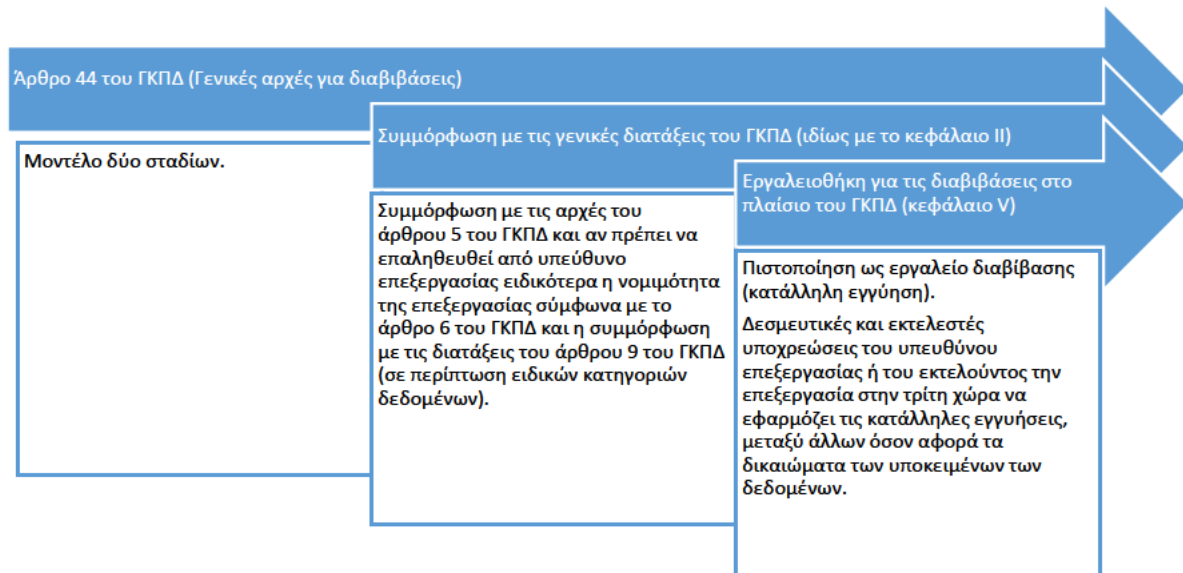 Άρθρο 44 του ΓΚΠΔ (Γενικές αρχές για διαβιβάσεις)
Μοντέλο δύο σταδίων.
Συμμόρφωση με τις γενικές διατάξεις του ΓΚΠΔ (ιδίως με το κεφάλαιο II)
Συμμόρφωση με τις αρχές του
άρθρου 5 του ΓΚΠΔ και αν πρέπει να
επαληθευθεί από υπεύθυνο
επεξεργασίας ειδικότερα η νομιμότητα
της επεξεργασίας σύμφωνα με το
άρθρο 6 του ΓΚΠΔ και η συμμόρφωση
με τις διατάξεις του άρθρου 9 του ΓΚΠΔ
(σε περίπτωση ειδικών κατηγοριών
δεδομένων).
Εργαλειοθήκη για τις διαβιβάσεις στο
πλαίσιο του ΓΚΠΔ (κεφάλαιο V)
Πιστοποίηση ως εργαλείο διαβίβασης
(κατάλληλη εγγύηση).
Δεσμευτικές και εκτελεστές
υποχρεώσεις του υπευθύνου
επεξεργασίας ή του εκτελούντος την
επεξεργασία στην τρίτη χώρα να
εφαρμόζει τις κατάλληλες εγγυήσεις,
μεταξύ άλλων όσον αφορά τα
δικαιώματα των υποκειμένων των
δεδομένων.